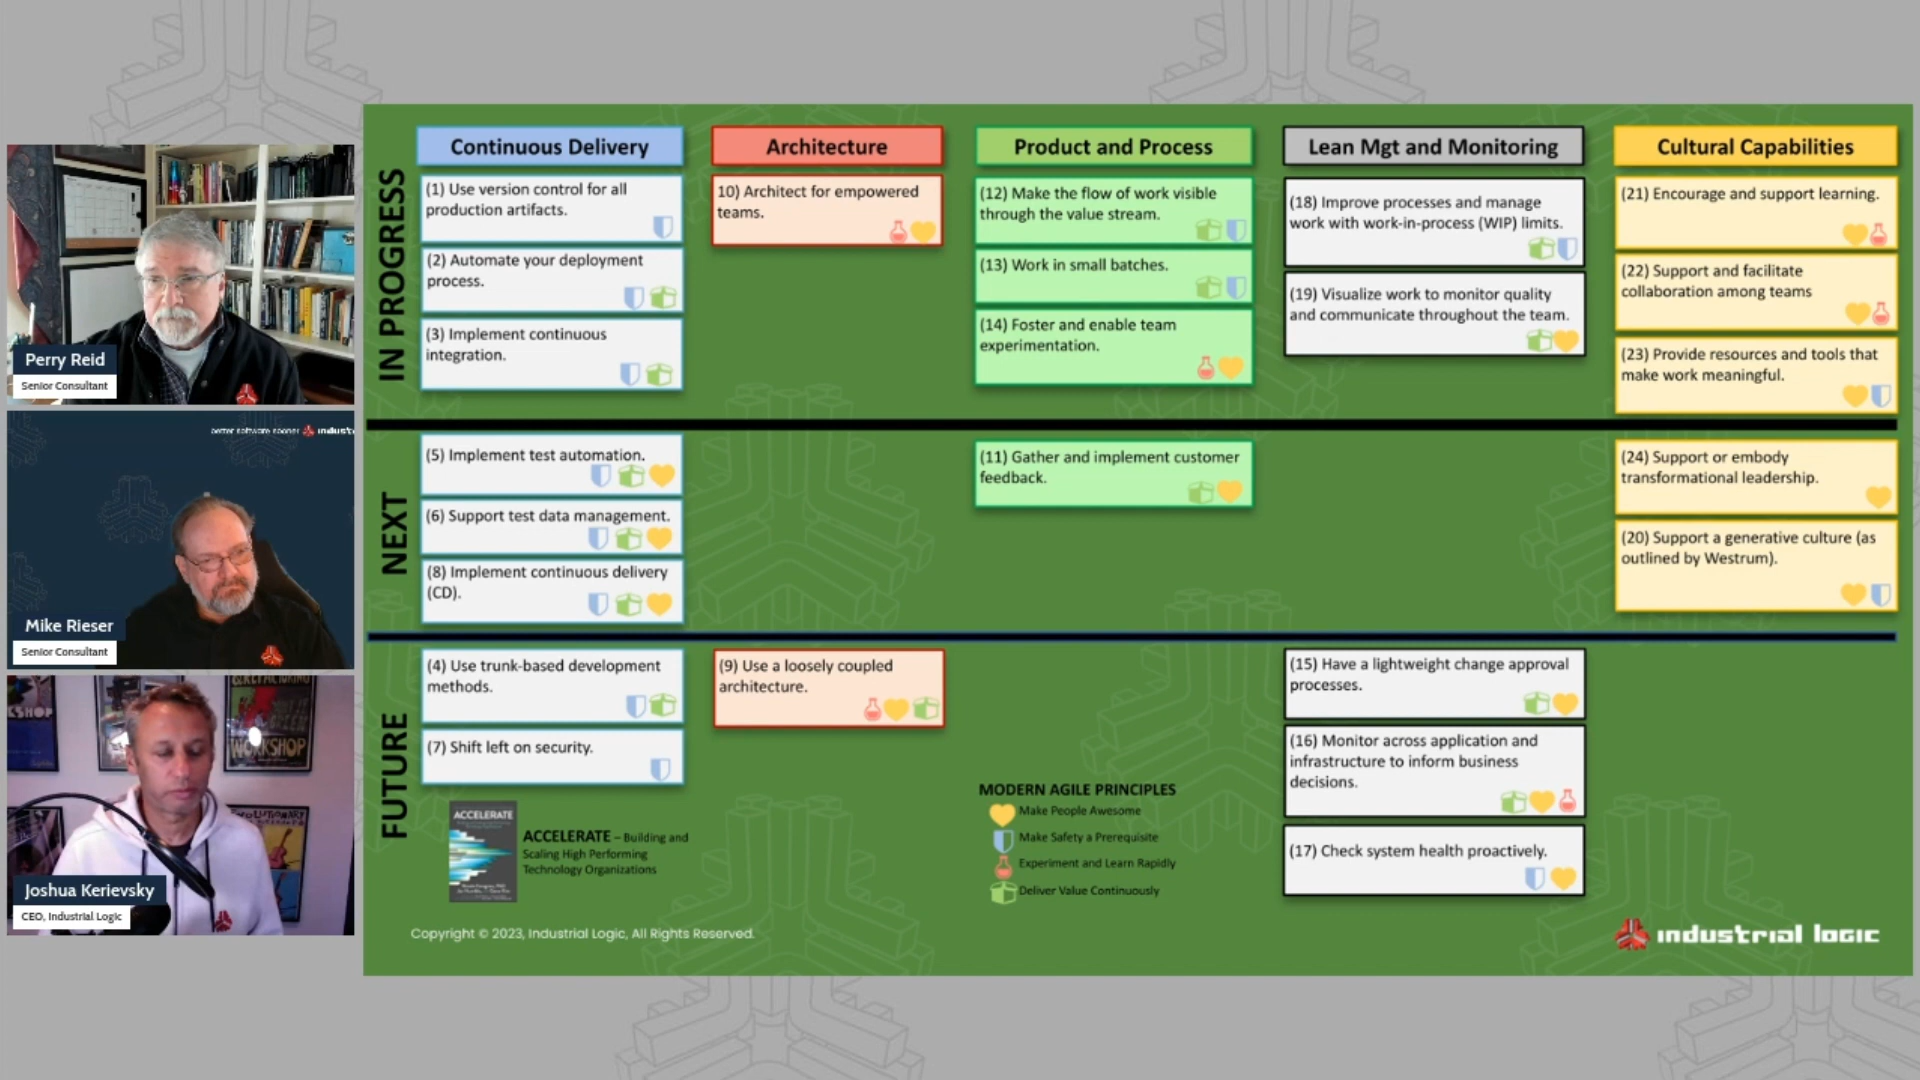 Continuous Delivery
Architecture
Product and Process
Lean Mgt and Monitoring
Cultural Capabilities
IN PROGRESS
(1) Use version control for all
production artifacts.
(2) Automate your deployment
process.
(3) Implement continuous
integration.
10) Architect for empowered
teams.
(12) Make the flow of work visible
through the value stream.
(13) Work in small batches.
(14) Foster and enable team
experimentation.
(18) Improve processes and manage
work with work-in-process (WIP) limits.
(19) Visualize work to monitor quality
and communicate throughout the team.
(21) Encourage and support learning.
(22) Support and facilitate
collaboration among teams
(23) Provide resources and tools that
make work meaningful.
NEXT
(5) Implement test automation.
(6) Support test data management.
(8) Implement continuous delivery
(CD).
(11) Gather and implement customer
feedback.
(24) Support or embody
transformational leadership.
(20) Support a generative culture (as
outlined by Westrum).
FUTURE
(4) Use trunk-based development
methods.
(7) Shift left on security.
(9) Use a loosely coupled
architecture.
(15) Have a lightweight change approval
processes.
(16) Monitor across application and
infrastructure to inform business
decisions.
(17) Check system health proactively.
ACCELERATE
ACCELERATE – Building and
Scaling High Performing
Technology Organizations
MODERN AGILE PRINCIPLES
Make People Awesome
Make Safety a Prerequisite
Experiment and Learn Rapidly
Deliver Value Continuously
Copyright © 2023, Industrial Logic, All Rights Reserved.
industrial logic
Perry Reid
Senior Consultant
better software sooner
Mike Rieser
Senior Consultant
WORKSHOP
Joshua Kerievsky
CEO, Industrial Logic